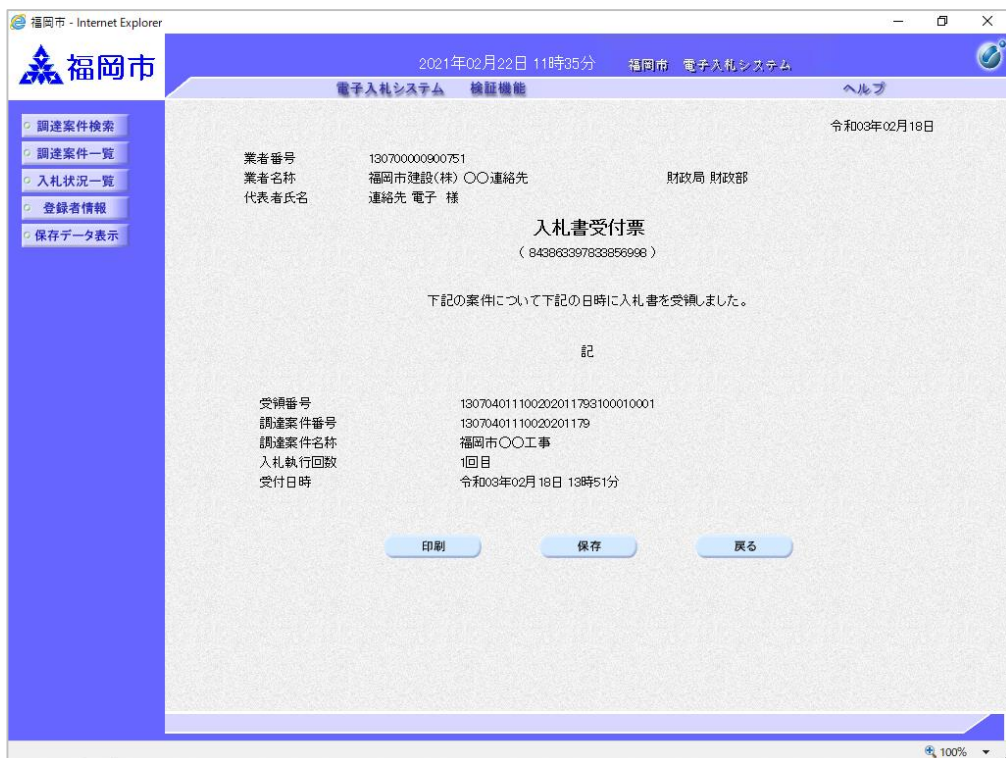 福岡市 - Internet Explorer
福岡市
2021年02月22日 11時35分 福岡市 電子入札システム
電子入札システム 検証機能 ヘルプ
調達案件検索
調達案件一覧
入札状況一覧
登録者情報
保存データ表示
令和03年02月18日
業者番号 130700000900751
業者名称 福岡市建設(株) 〇〇連絡先 財政局 財政部
代表者氏名 連絡先 電子 様
入札書受付票
( 843863397833856998 )
下記の案件について下記の日時に入札書を受領しました。
記
受領番号 13070401110020201179310001​0001
調達案件番号 13070401110020201179
調達案件名称 福岡市〇〇工事
入札執行回数 1回目
受付日時 令和03年02月18日 13時51分
印刷 保存 戻る
100%